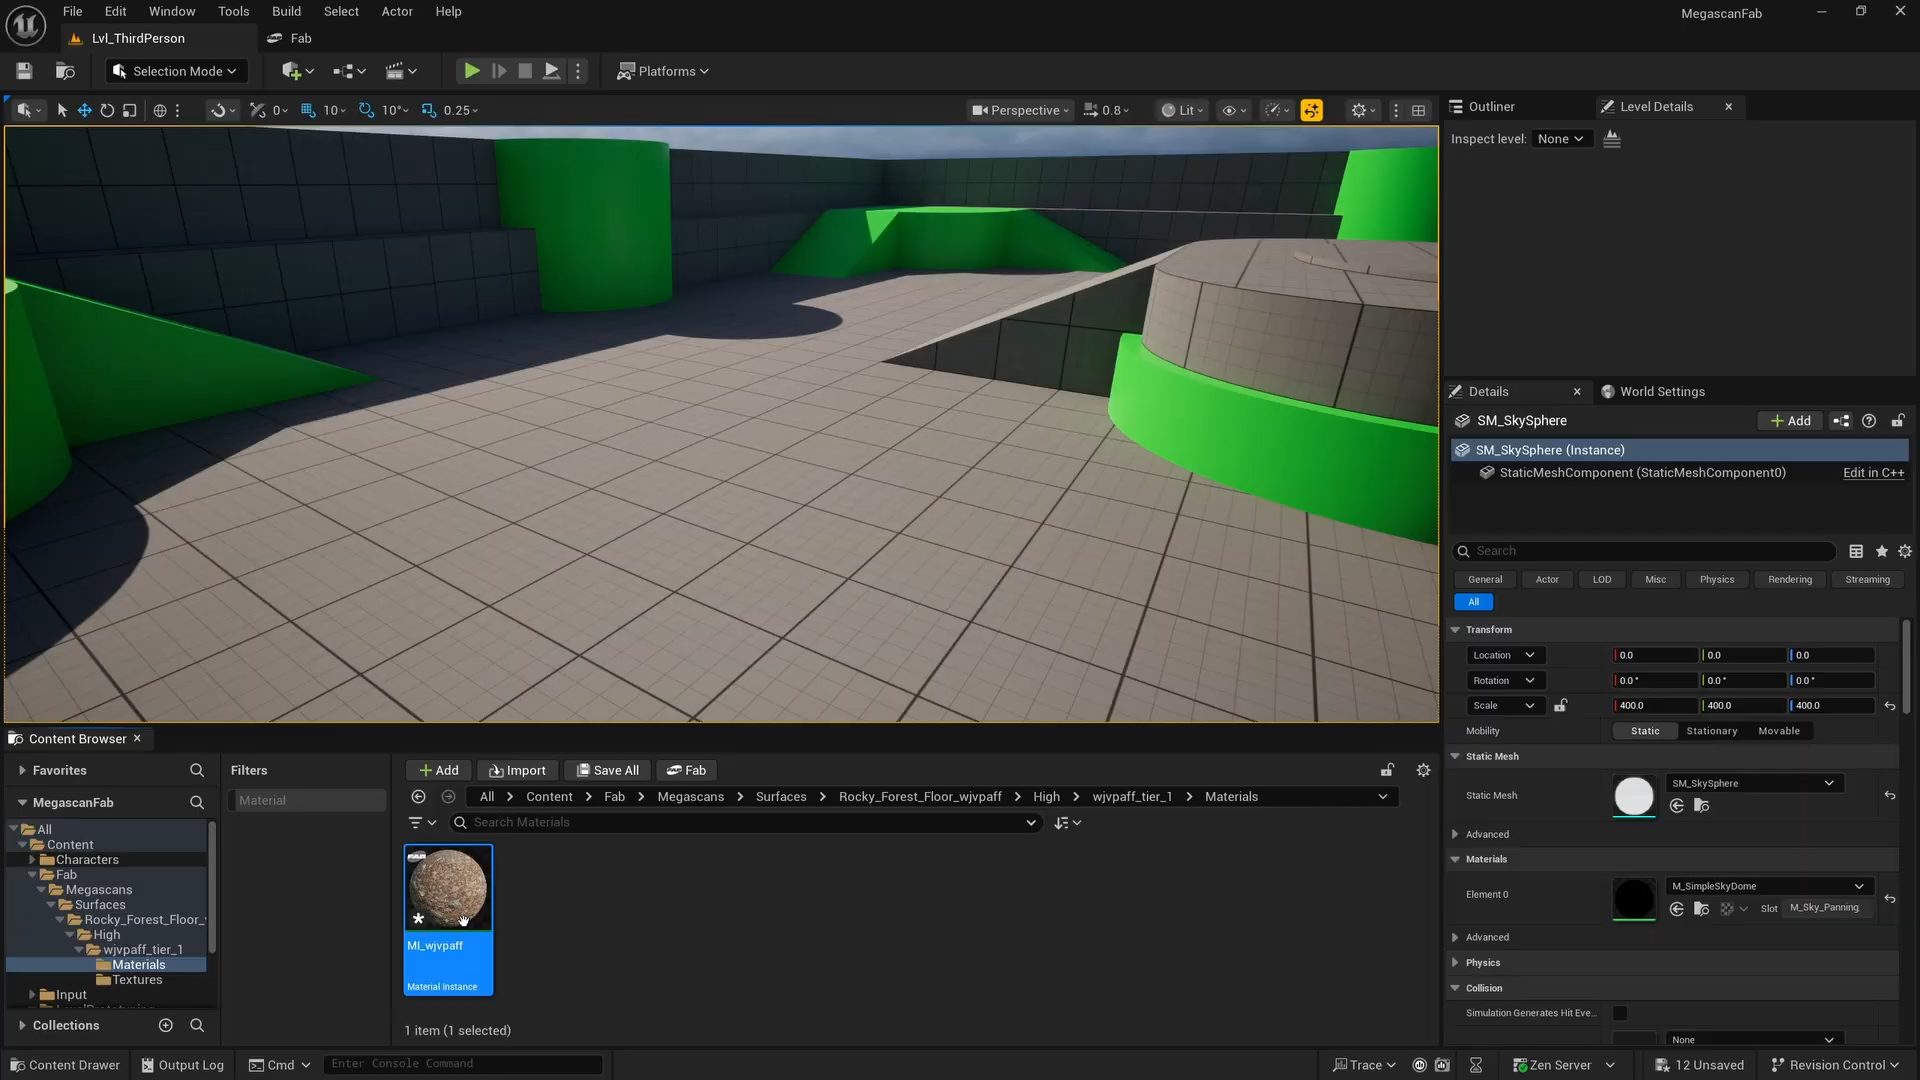 File Edit Window Tools Build Select Actor Help
MegascanFab
Lvl_ThirdPerson
Fab
Selection Mode
Platforms
0
10
10°
0.25
Perspective
0.8
Lit
Outliner
Level Details
Inspect level: None
Details
World Settings
SM_SkySphere
Add
SM_SkySphere (Instance)
StaticMeshComponent (StaticMeshComponent0)
Edit in C++
Search
General
Actor
LOD
Misc
Physics
Rendering
Streaming
All
Transform
Location
0.0
0.0
0.0
Rotation
0.0 °
0.0 °
0.0 °
Scale
400.0
400.0
400.0
Mobility
Static
Stationary
Movable
Static Mesh
Static Mesh
SM_SkySphere
Advanced
Materials
Element 0
M_SimpleSkyDome
Slot
M_Sky_Panning
Advanced
Physics
Collision
Simulation Generates Hit Eve...
None
Content Browser
Favorites
MegascanFab
All
Content
Characters
Fab
Megascans
Surfaces
Rocky_Forest_Floor_
High
wjvpaff_tier_1
Materials
Textures
Input
Collections
Filters
Material
Add
Import
Save All
Fab
All > Content > Fab > Megascans > Surfaces > Rocky_Forest_Floor_wjvpaff > High > wjvpaff_tier_1 > Materials
Search Materials
FAB
MI_wjvpaff
Material Instance
1 item (1 selected)
Content Drawer
Output Log
Cmd
Enter Console Command
Trace
Zen Server
12 Unsaved
Revision Control